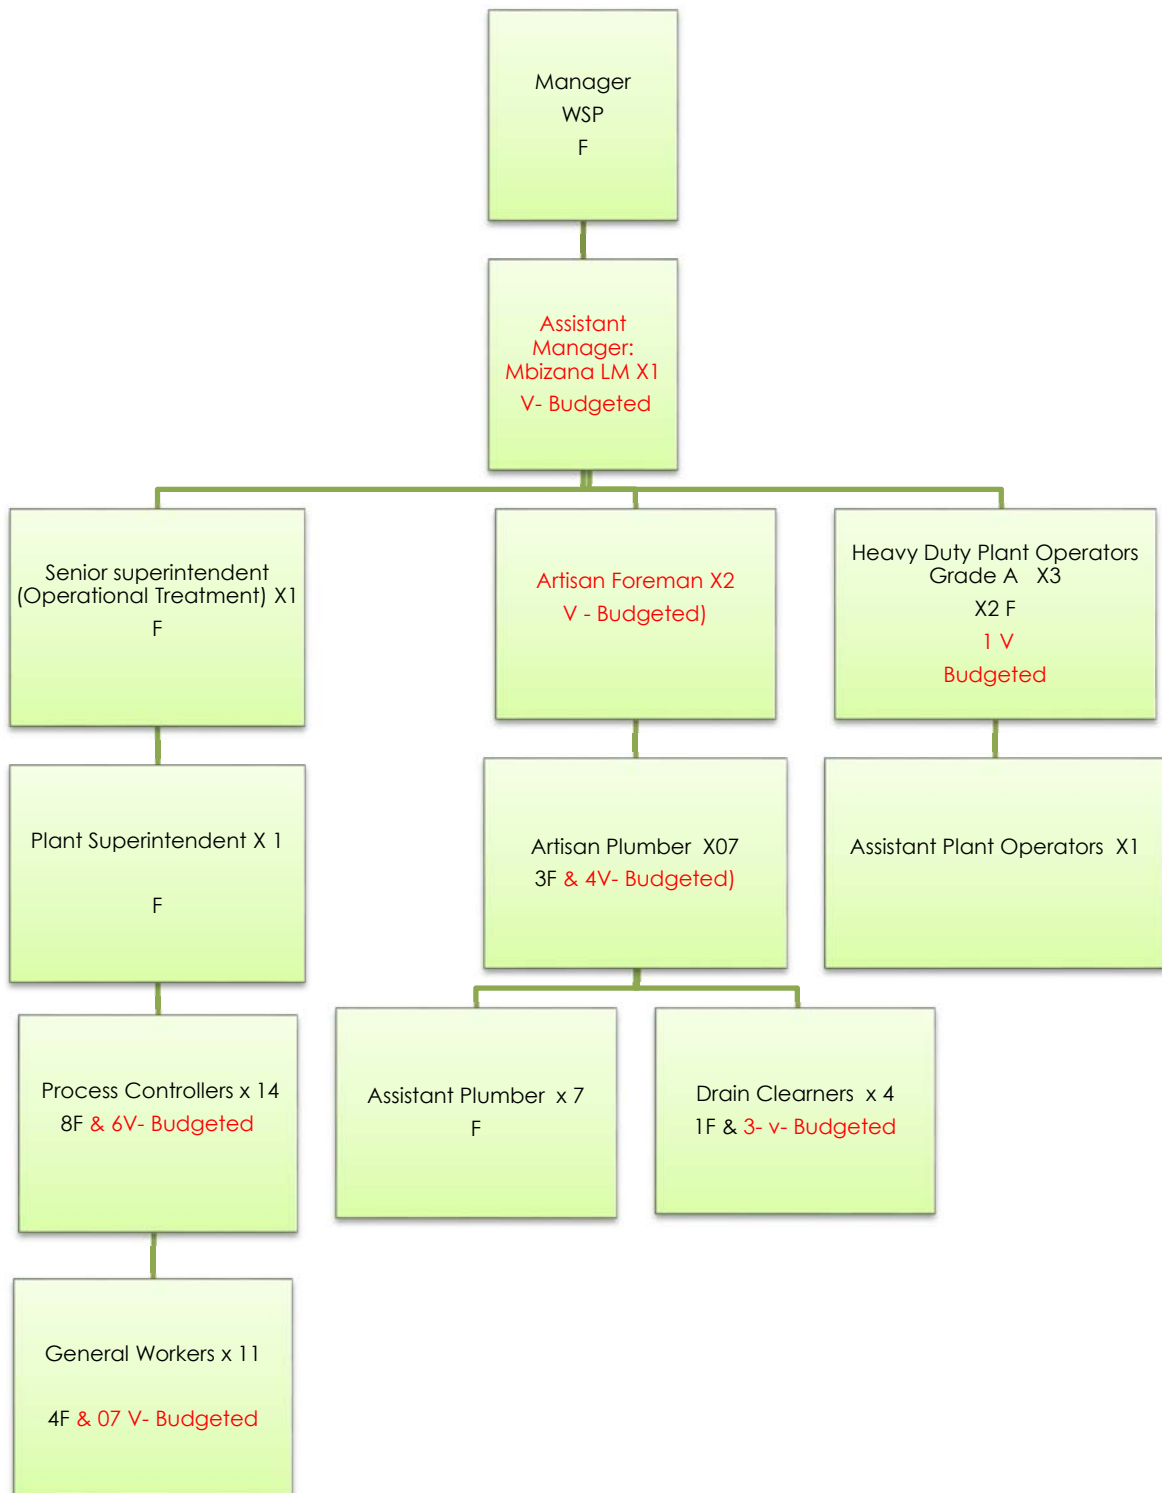 Manager
WSP
F
Assistant
Manager:
Mbizana LM X1
V- Budgeted
Senior superintendent
(Operational Treatment) X1
F
Artisan Foreman X2
V - Budgeted)
Heavy Duty Plant Operators
Grade A X3
X2 F
1 V
Budgeted
Plant Superintendent X 1
F
Artisan Plumber X07
3F & 4V- Budgeted)
Assistant Plant Operators X1
Process Controllers x 14
8F & 6V- Budgeted
Assistant Plumber x 7
F
Drain Clearners x 4
1F & 3- v- Budgeted
General Workers x 11
4F & 07 V- Budgeted